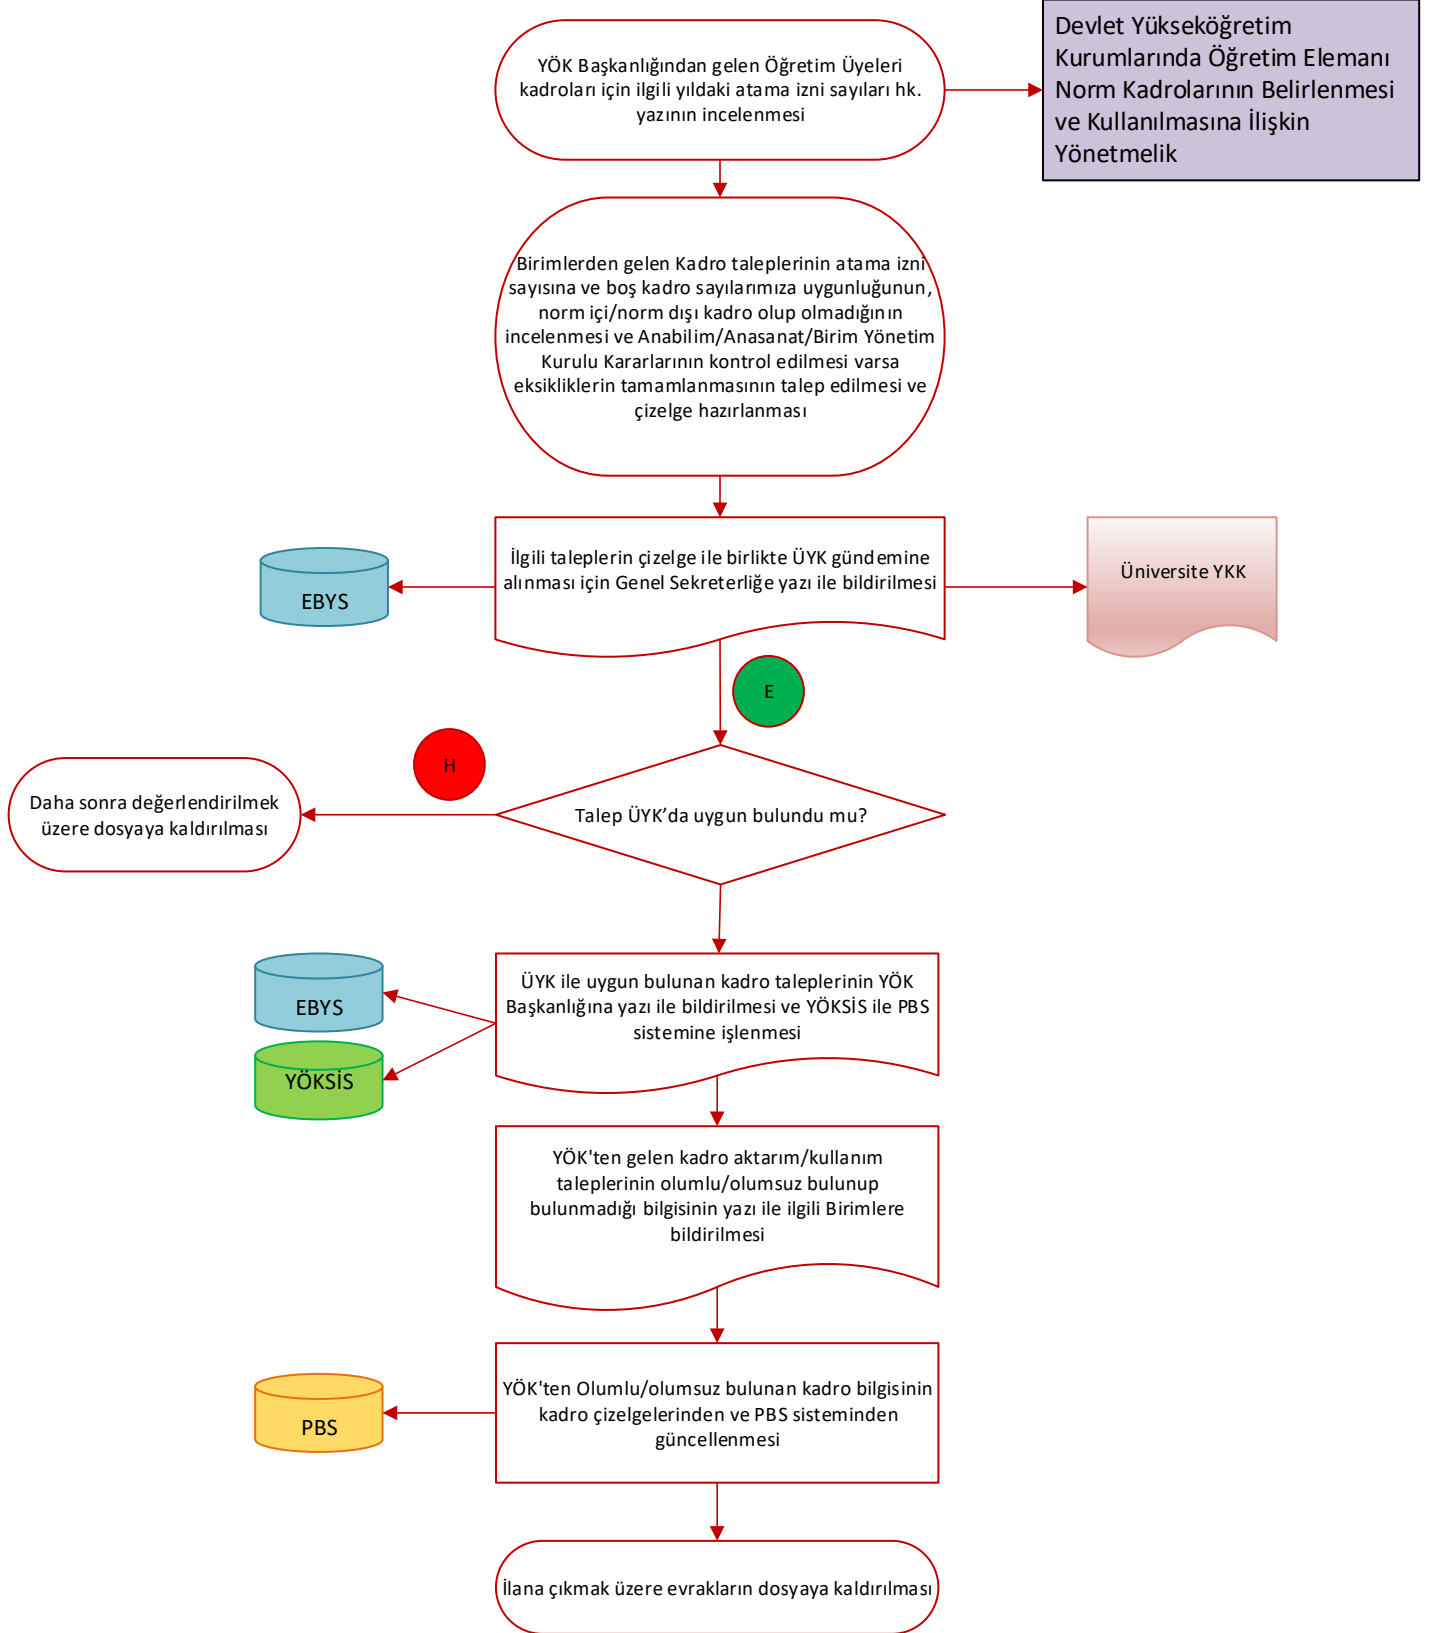 YÖK Başkanlığından gelen Öğretim Üyeleri
kadroları için ilgili yıldaki atama izni sayıları hk.
yazının incelenmesi
Devlet Yükseköğretim
Kurumlarında Öğretim Elemanı
Norm Kadrolarının Belirlenmesi
ve Kullanılmasına İlişkin
Yönetmelik
Birimlerden gelen Kadro taleplerinin atama izni
sayısına ve boş kadro sayılarımıza uygunluğunun,
norm içi/norm dışı kadro olup olmadığının
incelenmesi ve Anabilim/Anasanat/Birim Yönetim
Kurulu Kararlarının kontrol edilmesi varsa
eksikliklerin tamamlanmasının talep edilmesi ve
çizelge hazırlanması
İlgili taleplerin çizelge ile birlikte ÜYK gündemine
alınması için Genel Sekreterliğe yazı ile bildirilmesi
EBYS
Üniversite YKK
E
H
Talep ÜYK’da uygun bulundu mu?
Daha sonra değerlendirilmek
üzere dosyaya kaldırılması
ÜYK ile uygun bulunan kadro taleplerinin YÖK
Başkanlığına yazı ile bildirilmesi ve YÖKSİS ile PBS
sistemine işlenmesi
EBYS
YÖKSİS
YÖK'ten gelen kadro aktarım/kullanım
taleplerinin olumlu/olumsuz bulunup
bulunmadığı bilgisinin yazı ile ilgili Birimlere
bildirilmesi
YÖK'ten Olumlu/olumsuz bulunan kadro bilgisinin
kadro çizelgelerinden ve PBS sisteminden
güncellenmesi
PBS
İlana çıkmak üzere evrakların dosyaya kaldırılması